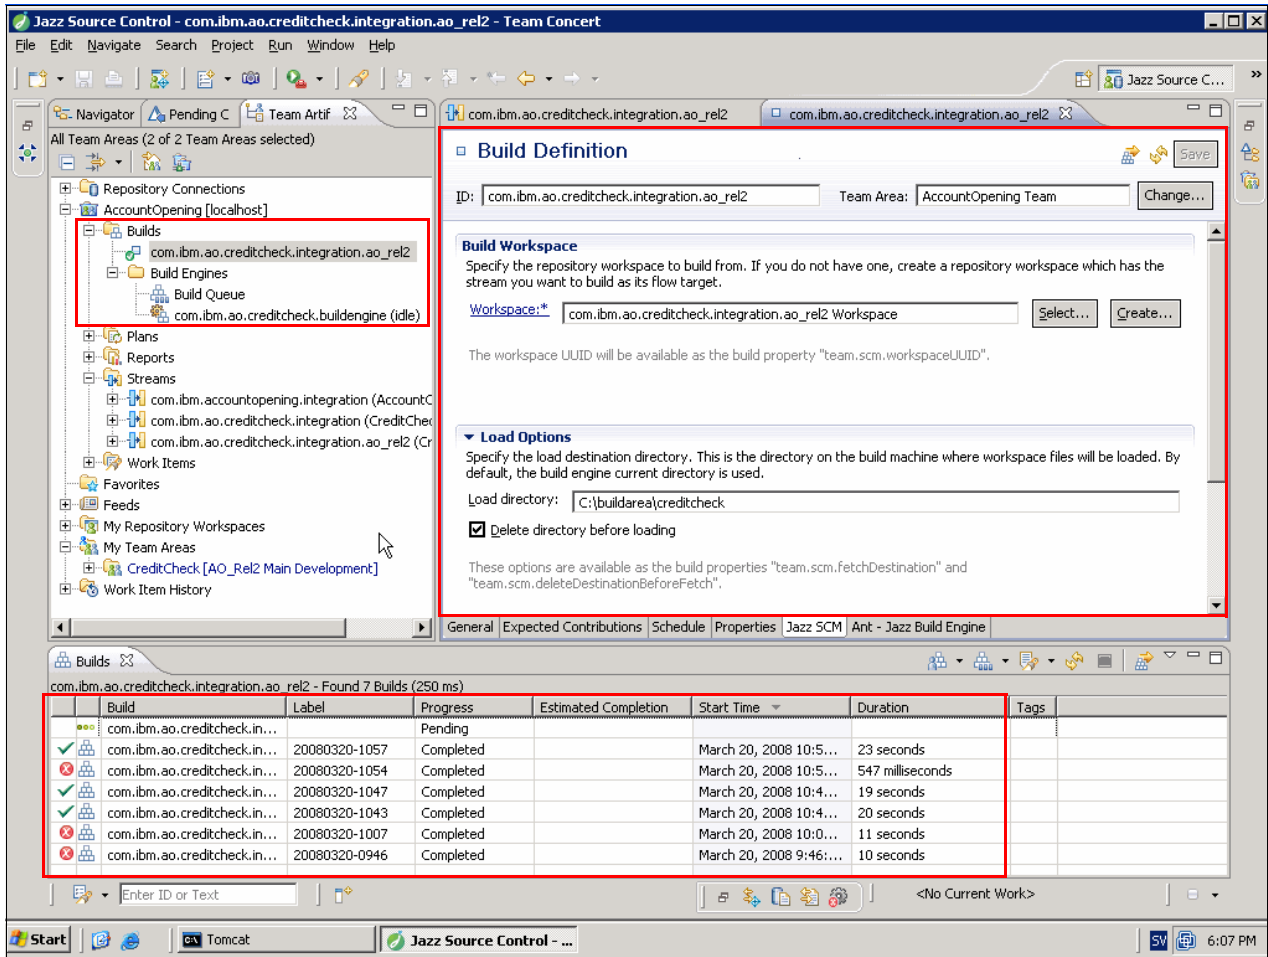 Jazz Source Control - com.ibm.ao.creditcheck.integration.ao_rel2 - Team Concert
File Edit Navigate Search Project Run Window Help
Jazz Source C...
Navigator Pending C Team Artif
All Team Areas (2 of 2 Team Areas selected)
Repository Connections
AccountOpening [localhost]
Builds
com.ibm.ao.creditcheck.integration.ao_rel2
Build Engines
Build Queue
com.ibm.ao.creditcheck.buildengine (idle)
Plans
Reports
Streams
com.ibm.accountopening.integration (AccountO
com.ibm.ao.creditcheck.integration (CreditChec
com.ibm.ao.creditcheck.integration.ao_rel2 (Cr
Work Items
Favorites
Feeds
My Repository Workspaces
My Team Areas
CreditCheck [AO_Rel2 Main Development]
Work Item History
com.ibm.ao.creditcheck.integration.ao_rel2 com.ibm.ao.creditcheck.integration.ao_rel2
Build Definition
Save
ID: com.ibm.ao.creditcheck.integration.ao_rel2 Team Area: AccountOpening Team Change...
Build Workspace
Specify the repository workspace to build from. If you do not have one, create a repository workspace which has the
stream you want to build as its flow target.
Workspace:* com.ibm.ao.creditcheck.integration.ao_rel2 Workspace Select... Create...
The workspace UUID will be available as the build property "team.scm.workspaceUUID".
Load Options
Specify the load destination directory. This is the directory on the build machine where workspace files will be loaded. By
default, the build engine current directory is used.
Load directory: C:\buildarea\creditcheck
Delete directory before loading
These options are available as the build properties "team.scm.fetchDestination" and
"team.scm.deleteDestinationBeforeFetch".
General Expected Contributions Schedule Properties Jazz SCM Ant - Jazz Build Engine
Builds
com.ibm.ao.creditcheck.integration.ao_rel2 - Found 7 Builds (250 ms)
Build Label Progress Estimated Completion Start Time Duration Tags
com.ibm.ao.creditcheck.in... Pending
com.ibm.ao.creditcheck.in... 20080320-1057 Completed March 20, 2008 10:5... 23 seconds
com.ibm.ao.creditcheck.in... 20080320-1054 Completed March 20, 2008 10:5... 547 milliseconds
com.ibm.ao.creditcheck.in... 20080320-1047 Completed March 20, 2008 10:4... 19 seconds
com.ibm.ao.creditcheck.in... 20080320-1043 Completed March 20, 2008 10:4... 20 seconds
com.ibm.ao.creditcheck.in... 20080320-1007 Completed March 20, 2008 10:0... 11 seconds
com.ibm.ao.creditcheck.in... 20080320-0946 Completed March 20, 2008 9:46:... 10 seconds
Enter ID or Text <No Current Work>
Start Tomcat Jazz Source Control - ... SV 6:07 PM